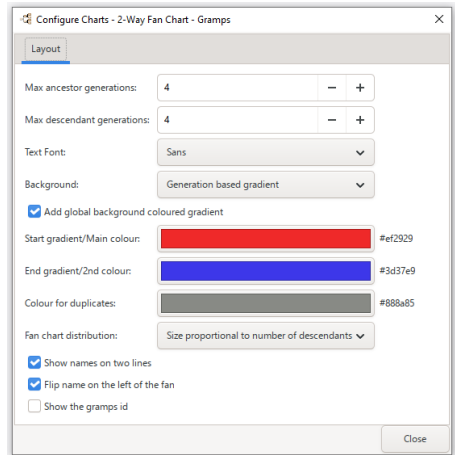 Configure Charts - 2-Way Fan Chart - Gramps
Layout
Max ancestor generations: 4
Max descendant generations: 4
Text Font: Sans
Background: Generation based gradient
Add global background coloured gradient
Start gradient/Main colour: #ef2929
End gradient/2nd colour: #3d37e9
Colour for duplicates: #888a85
Fan chart distribution: Size proportional to number of descendants
Show names on two lines
Flip name on the left of the fan
Show the gramps id
Close